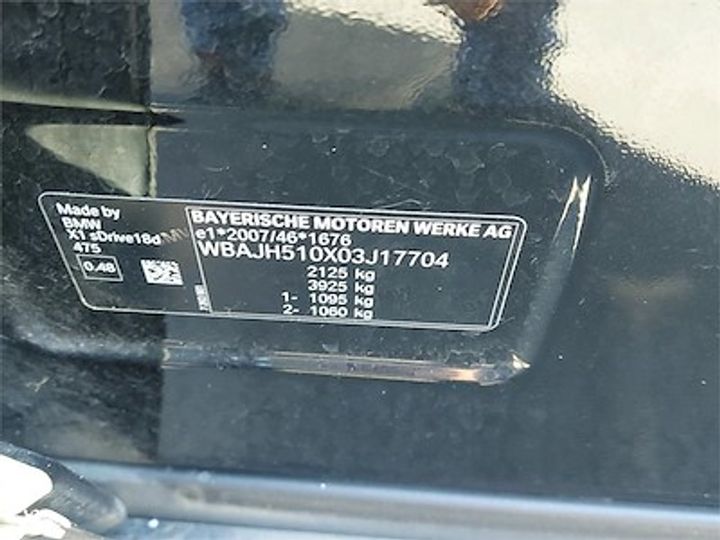 Made by
BMW
X1 sDrive18d
475
0.48
BAYERISCHE MOTOREN WERKE AG
e1*2007/46*1676
WBAJH510X03J17704
2125 kg
3925 kg
1- 1095 kg
2- 1060 kg